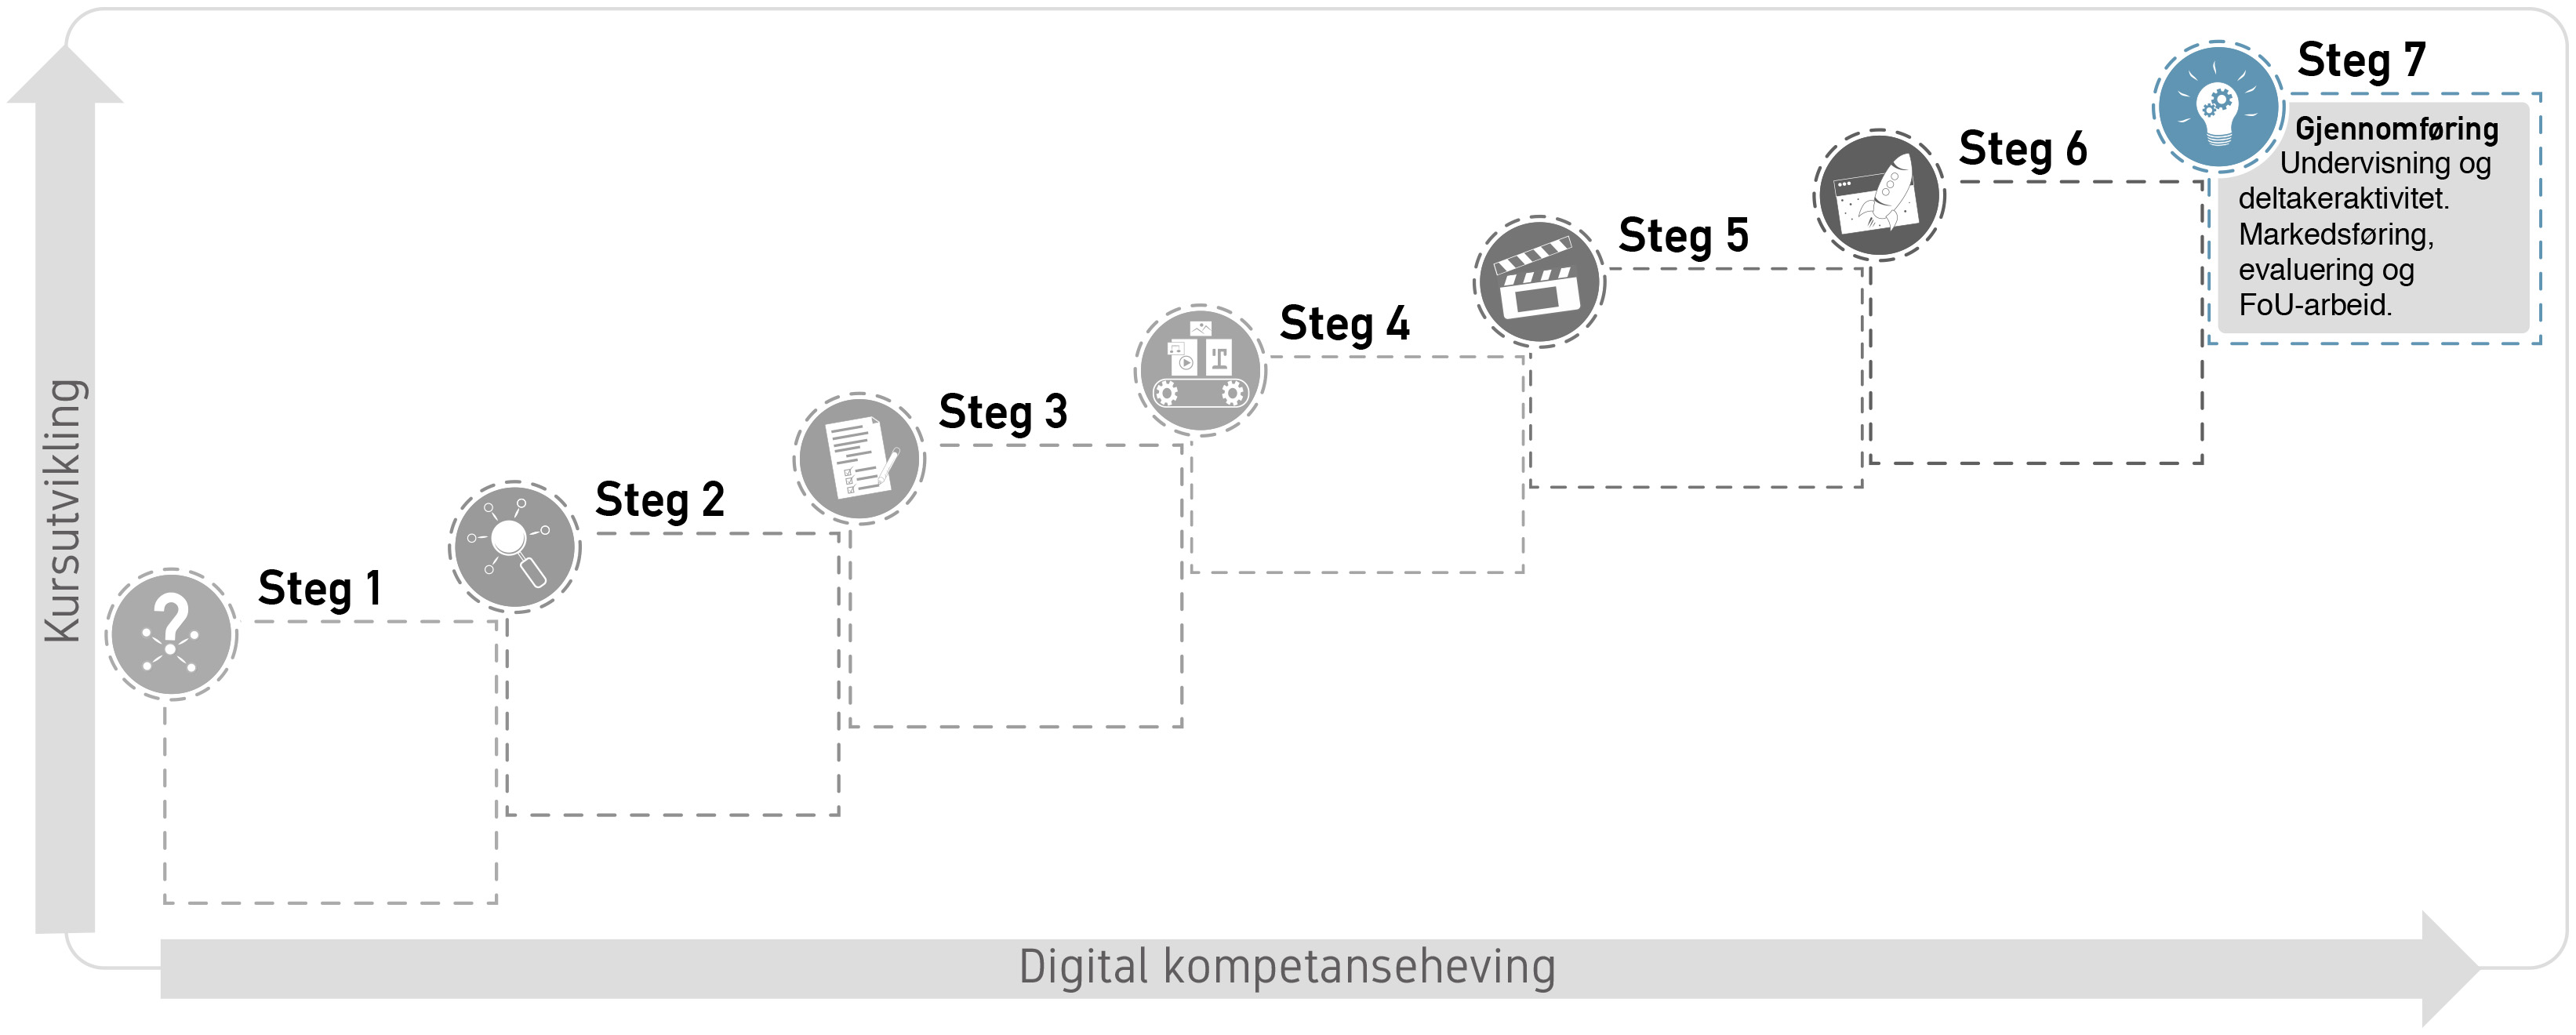 Steg 7
Gjennomføring
Undervisning og
deltakeraktivitet.
Markedsføring,
evaluering og
FoU-arbeid.
Steg 6
Steg 5
Steg 4
Steg 3
Steg 2
Steg 1
Kursutvikling
Digital kompetanseheving